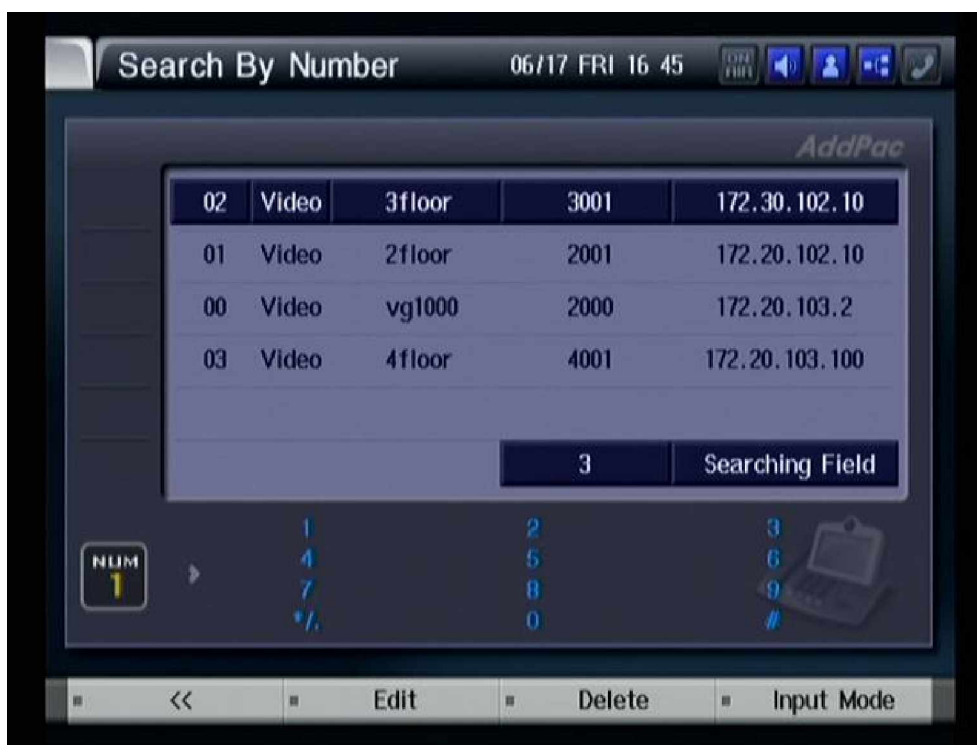 Search By Number 06/17 FRI 16 45 ON AIR
AddPac
02 Video 3floor 3001 172.30.102.10
01 Video 2floor 2001 172.20.102.10
00 Video vg1000 2000 172.20.103.2
03 Video 4floor 4001 172.20.103.100
3 Searching Field
1 2 3
NUM 4 5 6
1 7 8 9
*/. 0 #
<< Edit Delete Input Mode